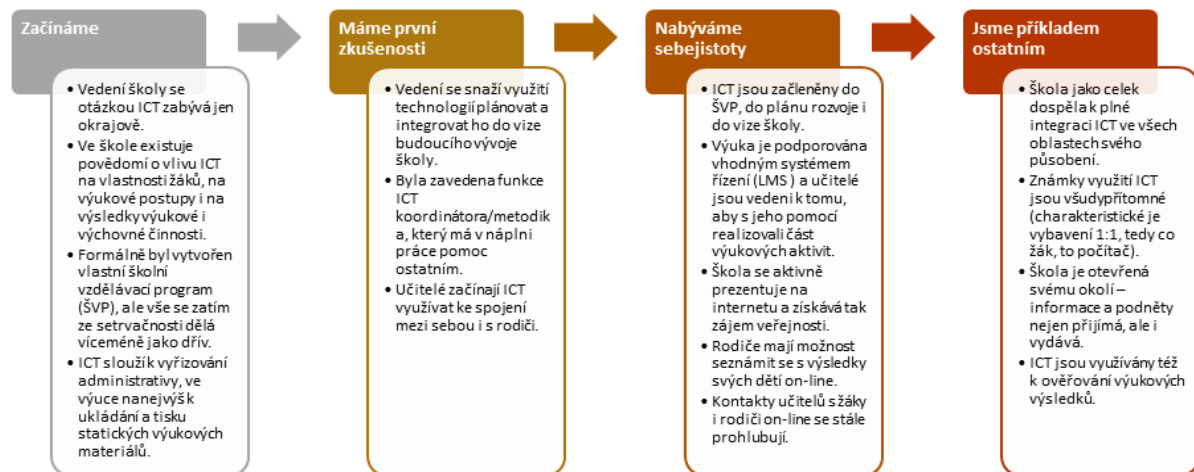 Začínáme
• Vedení školy se
otázkou ICT zabývá jen
okrajově.
• Ve škole existuje
povědomí o vlivu ICT
na vlastnosti žáků, na
výukové postupy i na
výsledky výukové i
výchovné činnosti.
• Formálně byl vytvořen
vlastní školní
vzdělávací program
(ŠVP), ale vše se zatím
ze setrvačnosti dělá
víceméně jako dřív.
• ICT slouží k vyřizování
administrativy, ve
výuce nanejvýš k
ukládání a tisku
statických výukových
materiálů.
Máme první
zkušenosti
• Vedení se snaží využití
technologií plánovat a
integrovat ho do vize
budoucího vývoje
školy.
• Byla zavedena funkce
ICT
koordinátora/metodik
a, který má v náplni
práce pomoc
ostatním.
• Učitelé začínají ICT
využívat ke spojení
mezi sebou i s rodiči.
Nabýváme
sebejistoty
• ICT jsou začleněny do
ŠVP, do plánu rozvoje i
do vize školy.
• Výuka je podporována
vhodným systémem
řízení (LMS ) a učitelé
jsou vedeni k tomu,
aby s jeho pomocí
realizovali část
výukových aktivit.
• Škola se aktivně
prezentuje na
internetu a získává tak
zájem veřejnosti.
• Rodiče mají možnost
seznámit se s výsledky
svých dětí on-line.
• Kontakty učitelů s žáky
i rodiči on-line se stále
prohlubují.
Jsme příkladem
ostatním
• Škola jako celek
dospěla k plné
integraci ICT ve všech
oblastech svého
působení.
• Známky využití ICT
jsou všudypřítomné
(charakteristické je
vybavení 1:1, tedy co
žák, to počítač).
• Škola je otevřená
svému okolí –
informace a podněty
nejen přijímá, ale i
vydává.
• ICT jsou využívány též
k ověřování výukových
výsledků.